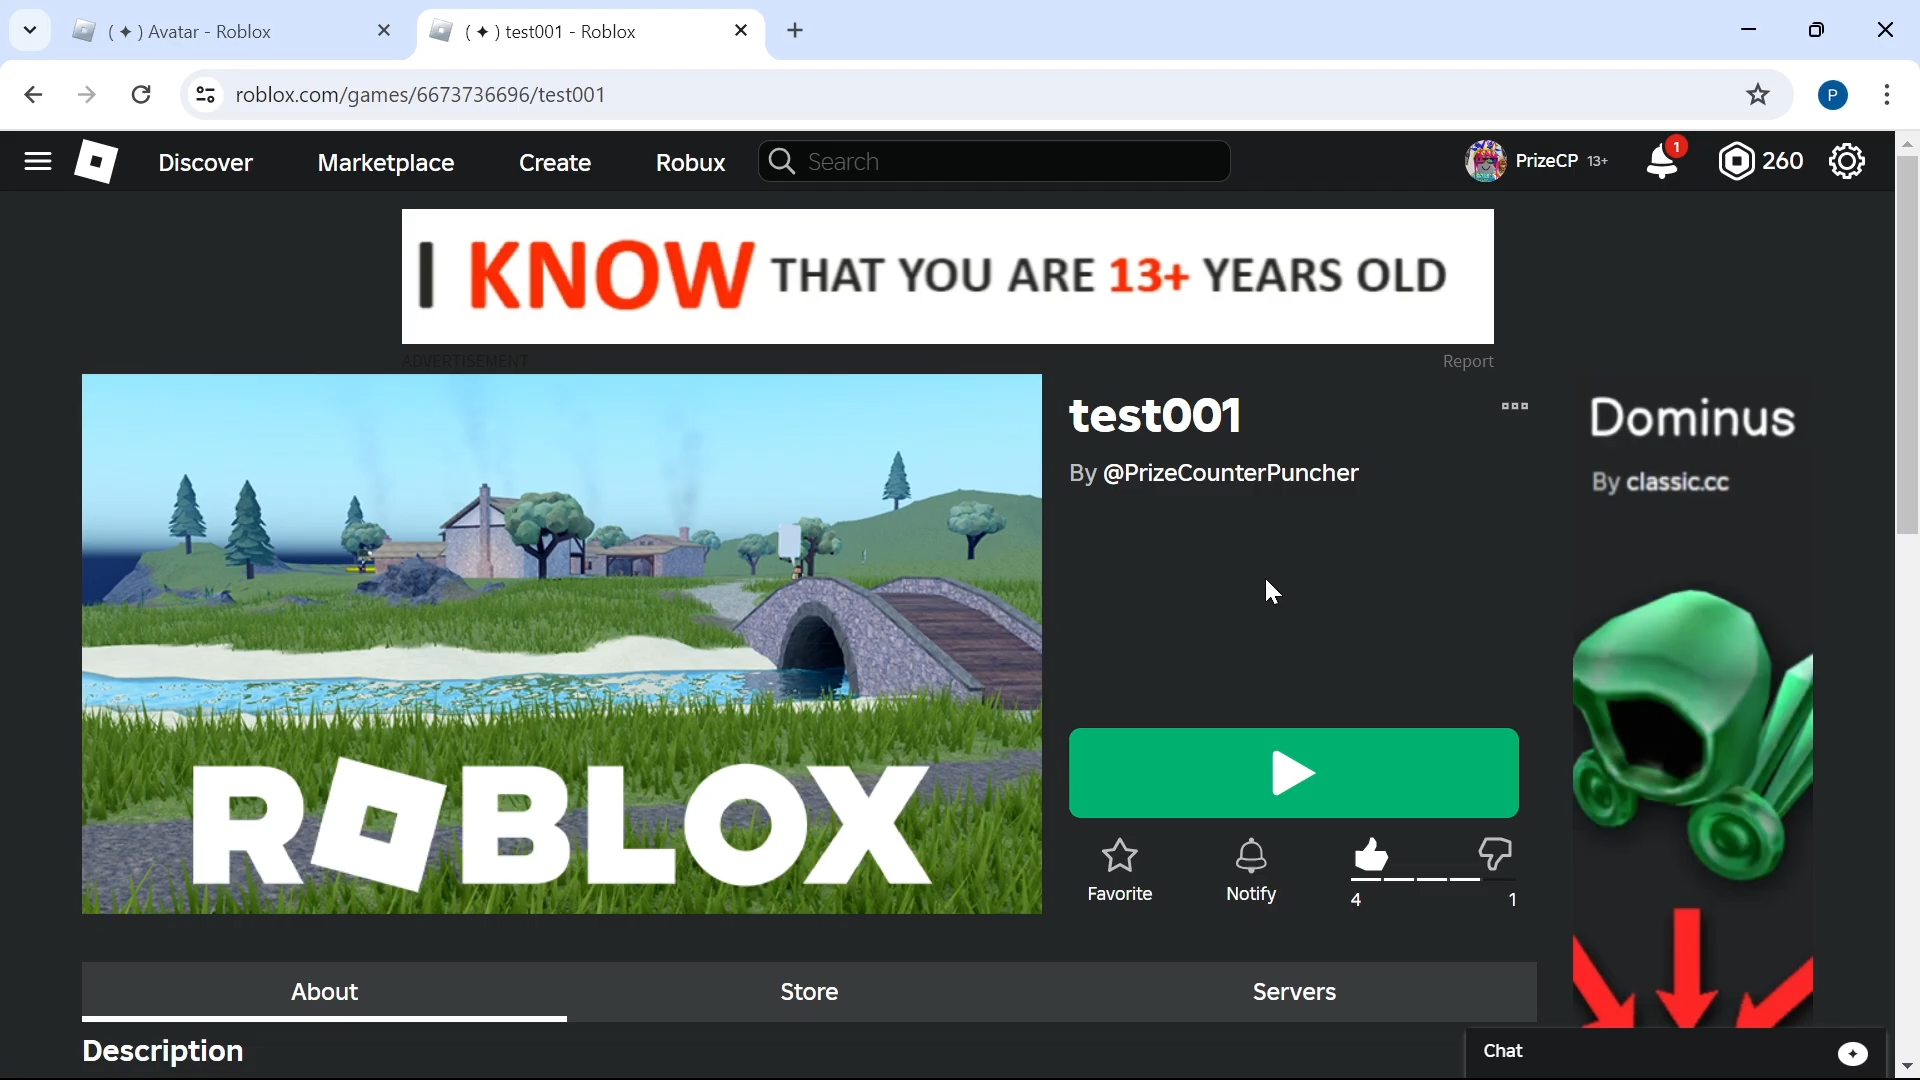 ( ✦ ) Avatar - Roblox
( ✦ ) test001 - Roblox
roblox.com/games/6673736696/test001
P
Discover
Marketplace
Create
Robux
Search
PrizeCP 13+
1
260
I KNOW THAT YOU ARE 13+ YEARS OLD
ADVERTISEMENT
Report
test001
By @PrizeCounterPuncher
Dominus
By classic.cc
ROBLOX
Favorite
Notify
4
1
About
Store
Servers
Description
Chat